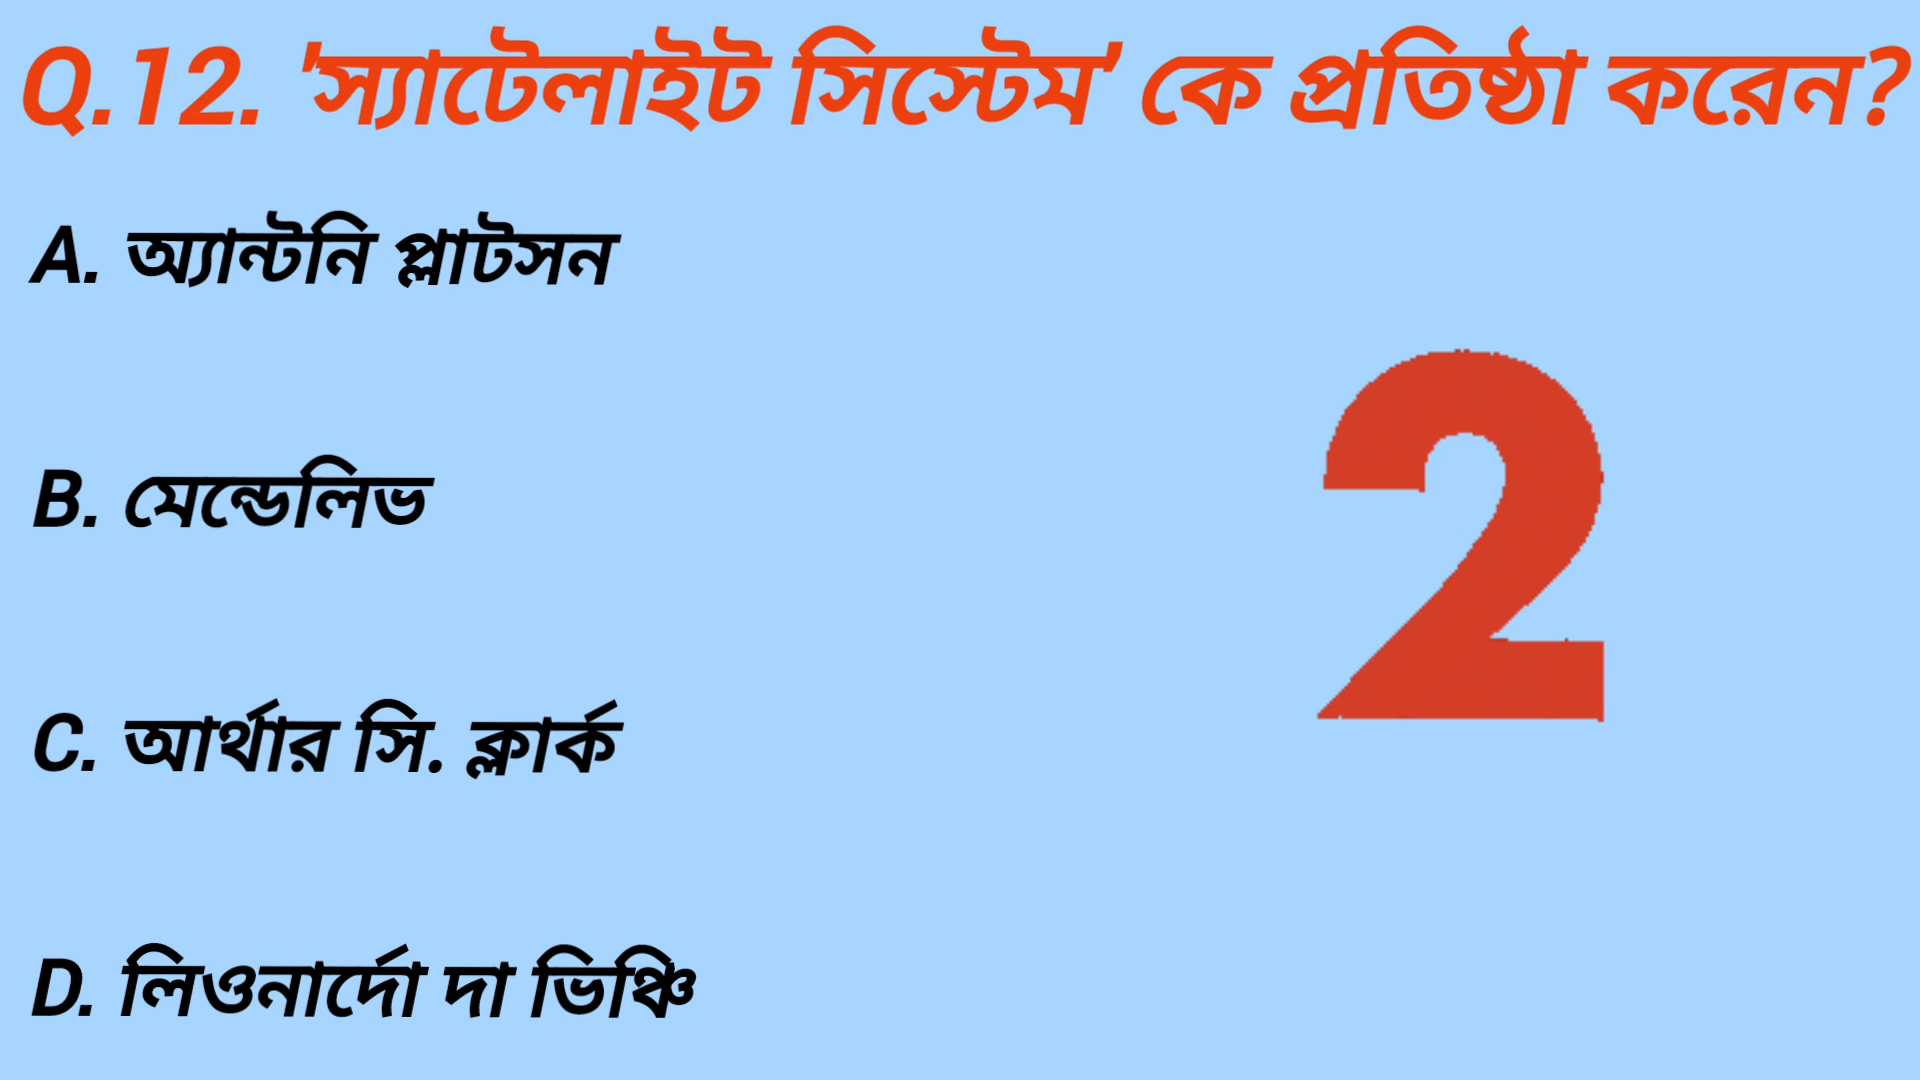 Q.12. 'স্যাটেলাইট সিস্টেম' কে প্রতিষ্ঠা করেন?
A. অ্যান্টনি প্লাটসন
B. মেন্ডেলিভ
2
C. আর্থার সি. ক্লার্ক
D. লিওনার্দো দা ভিঞ্চি